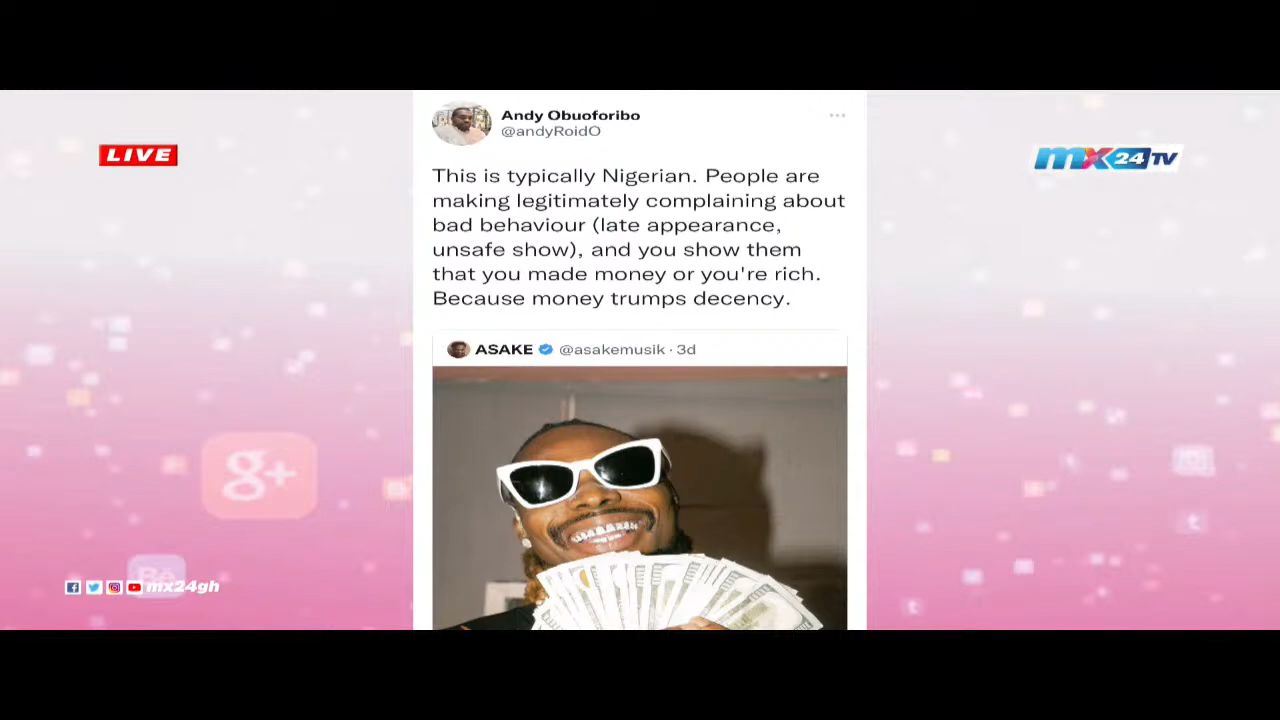 Andy Obuoforibo
@andyRoidO
LIVE
mx24TV
This is typically Nigerian. People are
making legitimately complaining about
bad behaviour (late appearance,
unsafe show), and you show them
that you made money or you're rich.
Because money trumps decency.
ASAKE @asakemusik · 3d
g+
Bē
mx24gh